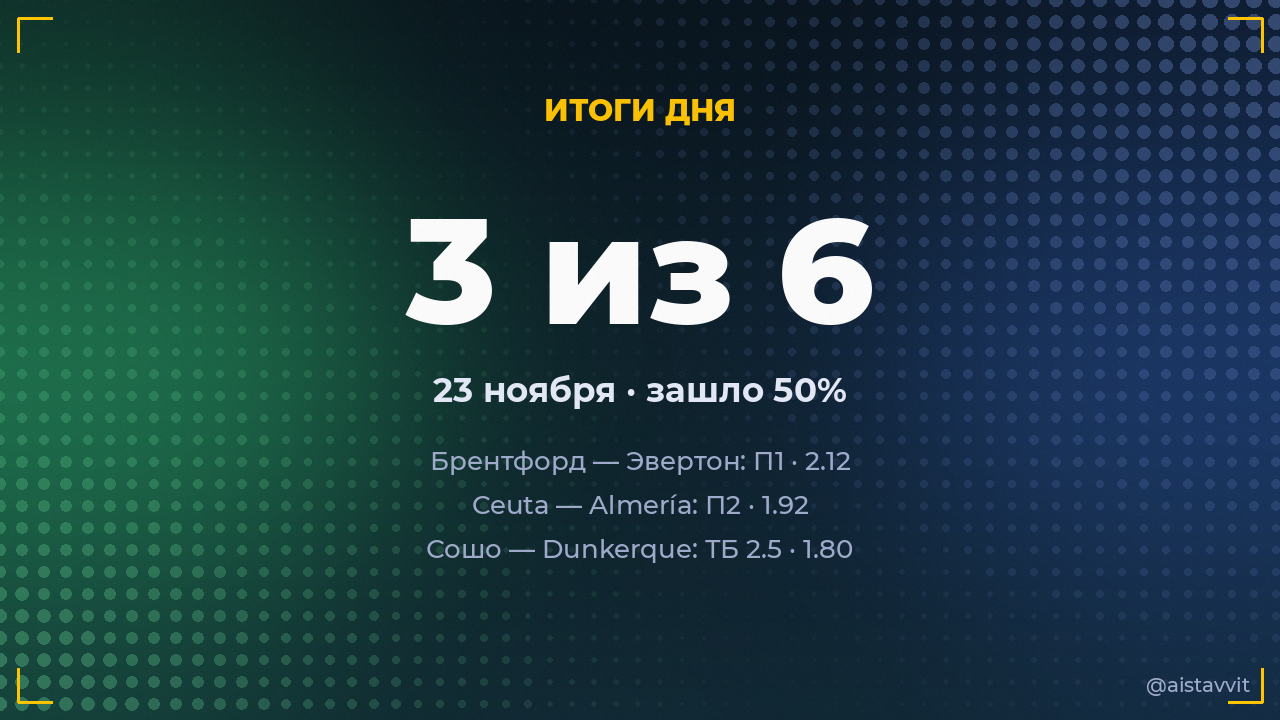 ИТОГИ ДНЯ
3 из 6
23 ноября · зашло 50%
Брентфорд — Эвертон: П1 · 2.12
Ceuta — Almería: П2 · 1.92
Сошо — Dunkerque: ТБ 2.5 · 1.80
@aistavvit